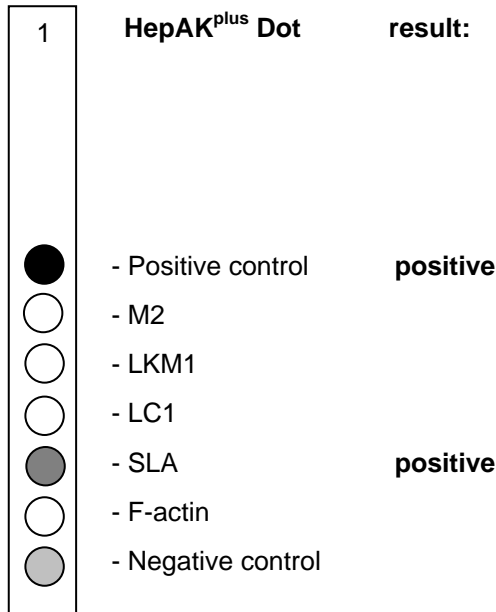 1 HepAKplus Dot result:
- Positive control positive
- M2
- LKM1
- LC1
- SLA positive
- F-actin
- Negative control